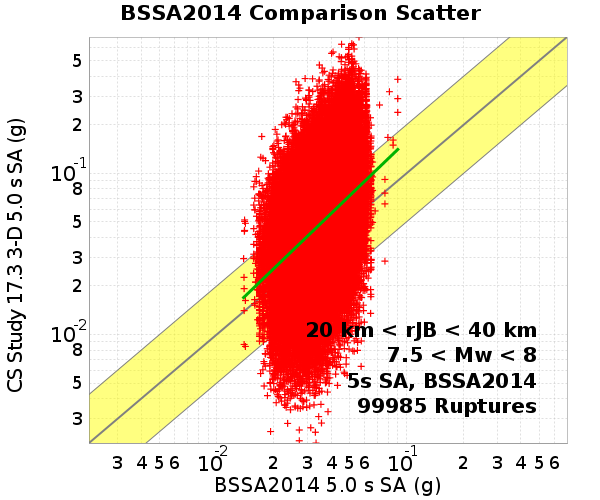 BSSA2014 Comparison Scatter
CS Study 17.3 3-D 5.0 s SA (g)
5
3
2
10-1
8
5
3
2
10-2
8
5
3
20 km < rJB < 40 km
7.5 < Mw < 8
5s SA, BSSA2014
99985 Ruptures
3 4 5 6 10-2 2 3 4 5 6 10-1 2 3 4 5 6
BSSA2014 5.0 s SA (g)